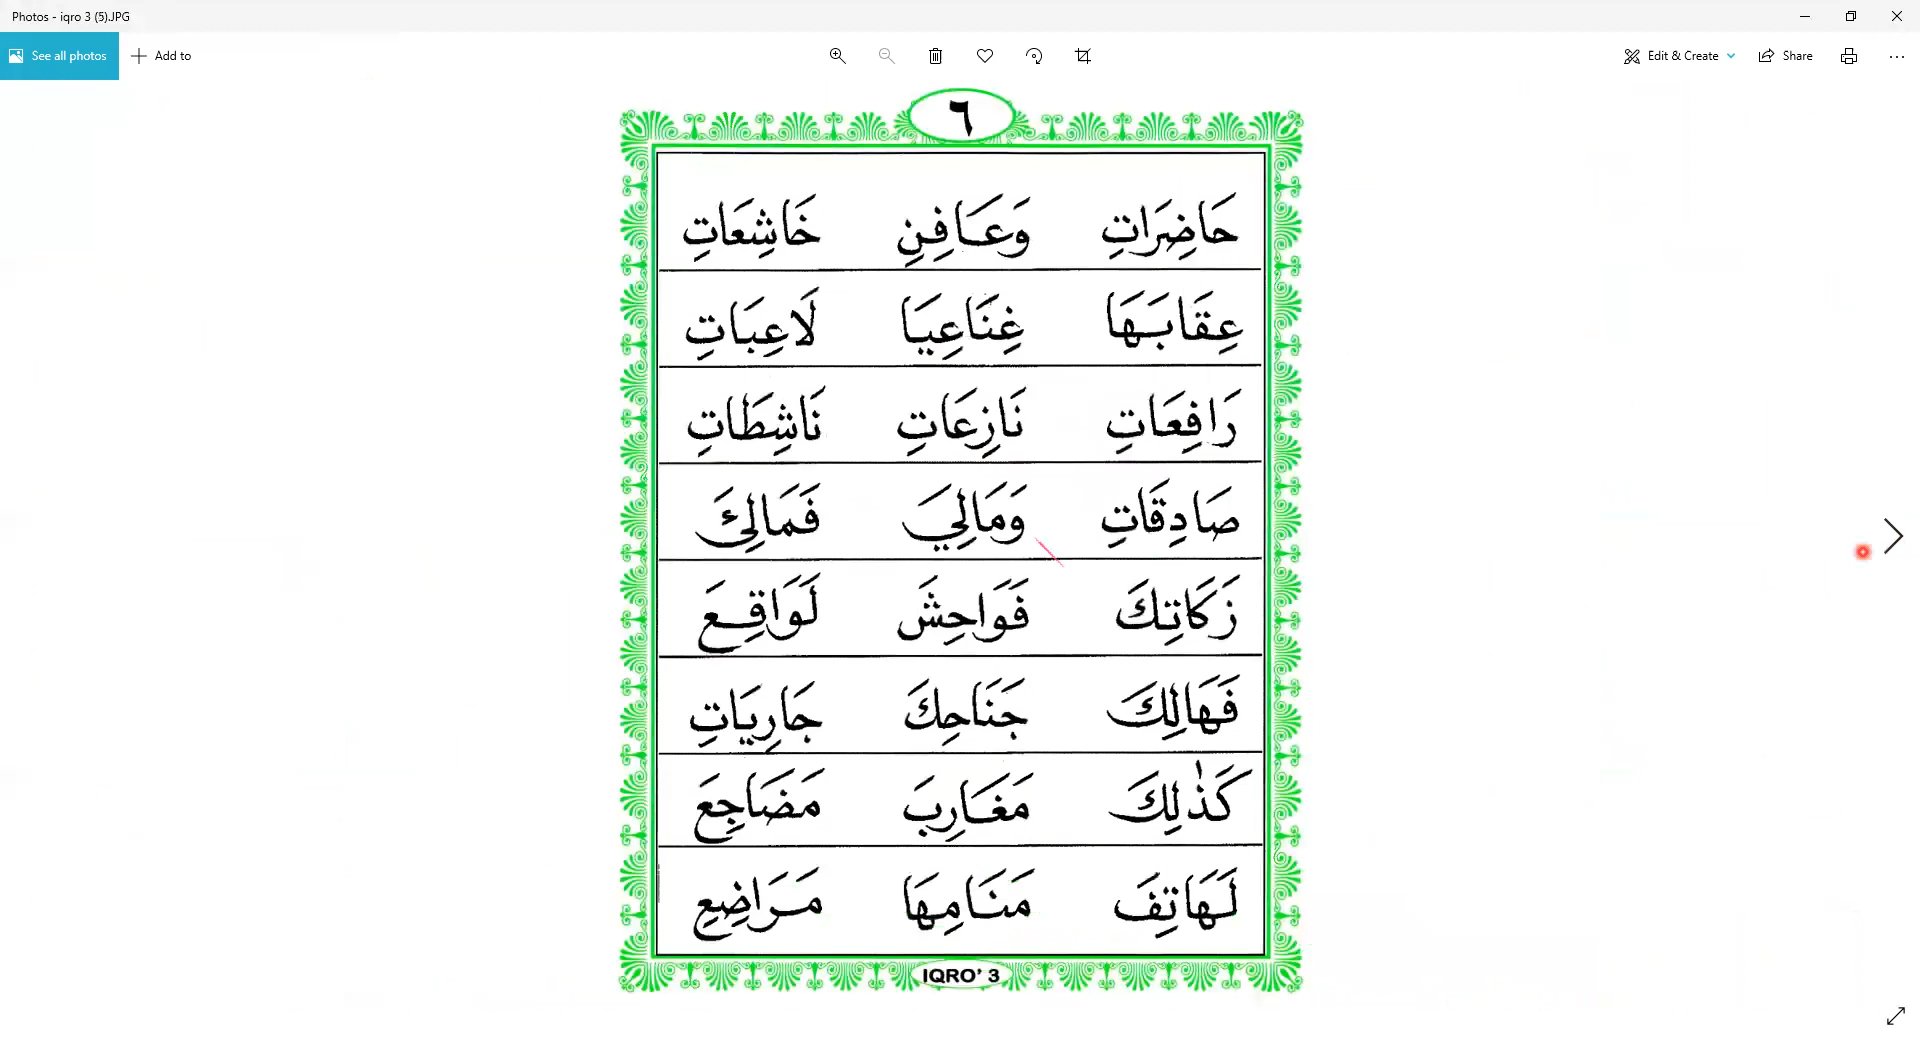 Photos - iqro 3 (5).JPG
See all photos Add to Edit & Create Share
٦
حَاضِرَاتِ وَعَافِنِ خَاشِعَاتِ
عِقَابَهَا غِنَاعِيَا لَاعِبَاتِ
رَافِعَاتِ نَازِعَاتِ نَاشِطَاتِ
صَادِقَاتِ وَمَالِيَ فَمَالِئَ
زَكَاتِكَ فَوَاحِشَ لَوَاقِعَ
فَهَالِكَ جَنَاحِكَ جَارِيَاتِ
كَذٰلِكَ مَغَارِبَ مَضَاجِعَ
لَهَاتِفَ مَنَامِهَا مَرَاضِعِ
IQRO' 3